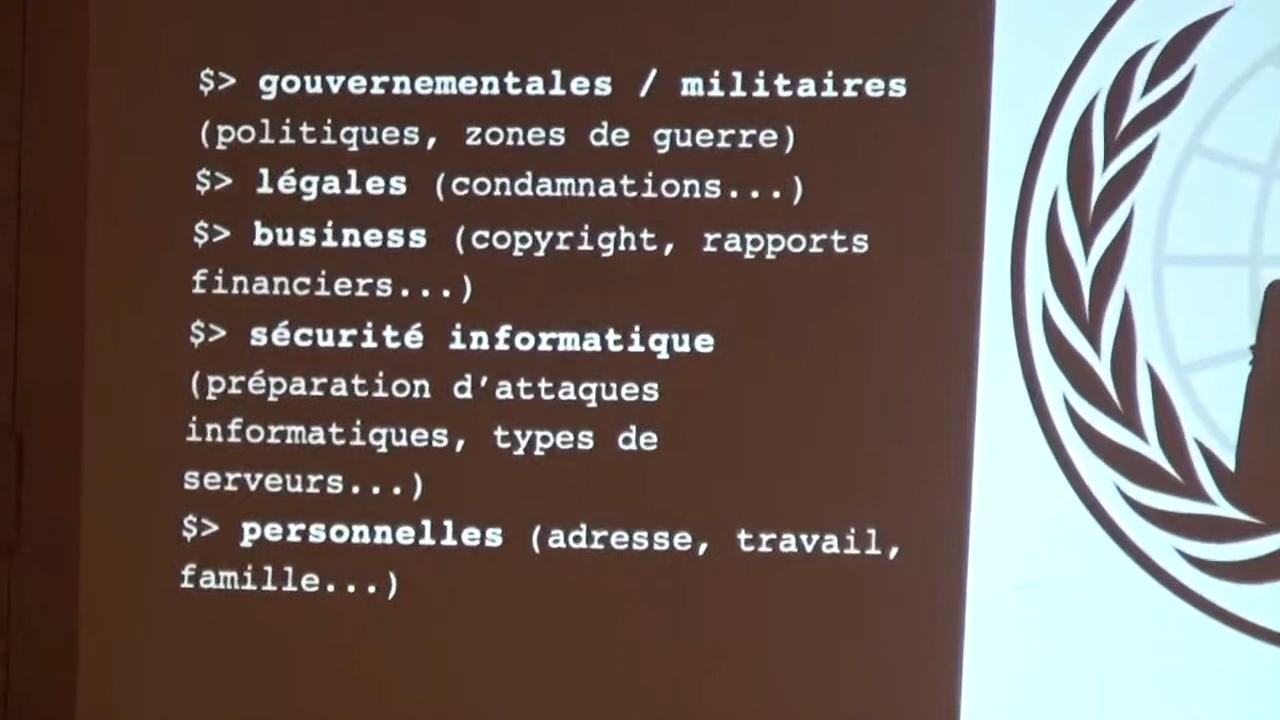 $> gouvernementales / militaires
(politiques, zones de guerre)
$> légales (condamnations...)
$> business (copyright, rapports
financiers...)
$> sécurité informatique
(préparation d'attaques
informatiques, types de
serveurs...)
$> personnelles (adresse, travail,
famille...)